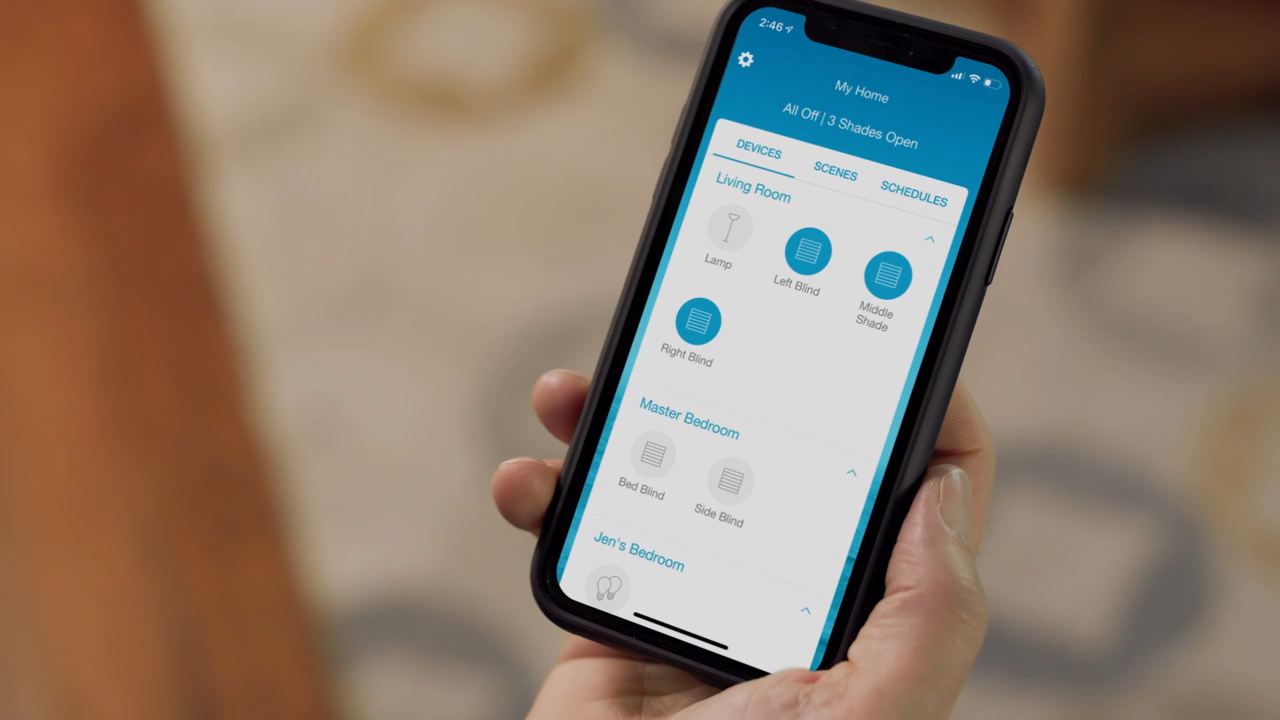 2:46
My Home
All Off | 3 Shades Open
DEVICES SCENES SCHEDULES
Living Room
Lamp Left Blind Middle
Shade
Right Blind
Master Bedroom
Bed Blind Side Blind
Jen's Bedroom